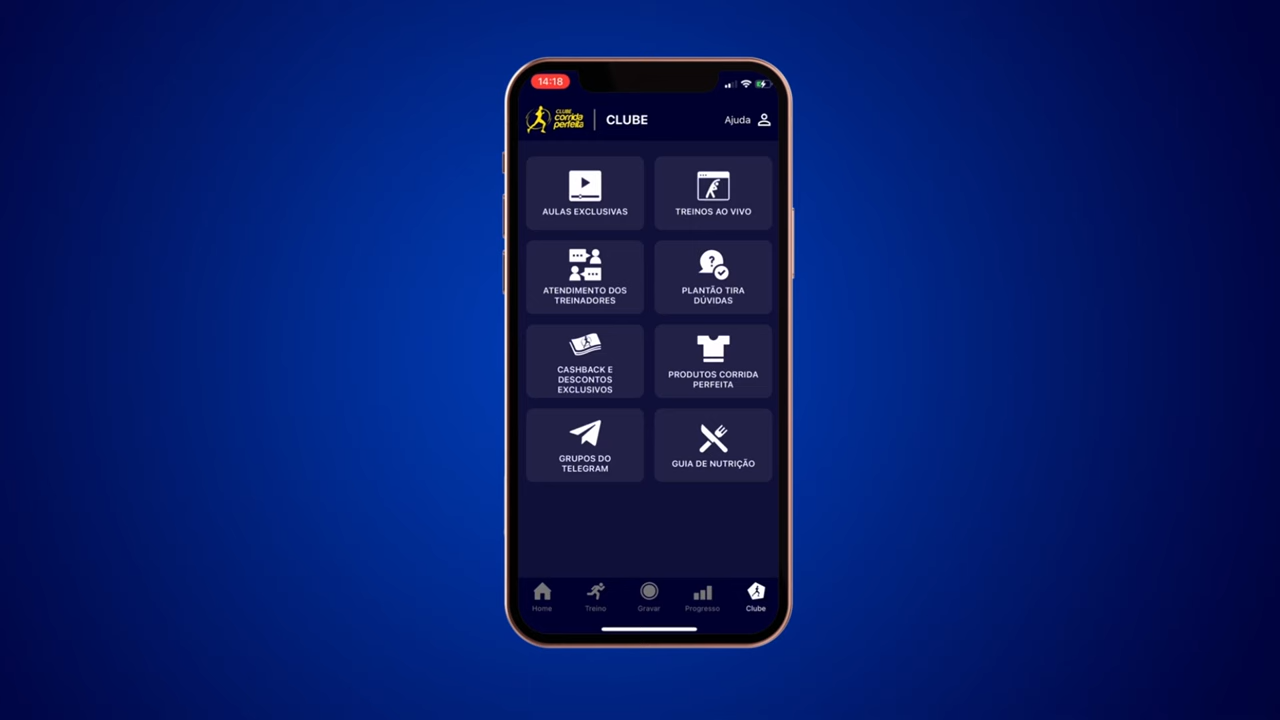 14:18
CLUBE
corrida
perfeita
CLUBE
Ajuda
AULAS EXCLUSIVAS
TREINOS AO VIVO
ATENDIMENTO DOS
TREINADORES
PLANTÃO TIRA
DÚVIDAS
CASHBACK E
DESCONTOS
EXCLUSIVOS
PRODUTOS CORRIDA
PERFEITA
GRUPOS DO
TELEGRAM
GUIA DE NUTRIÇÃO
Home
Treino
Gravar
Progresso
Clube